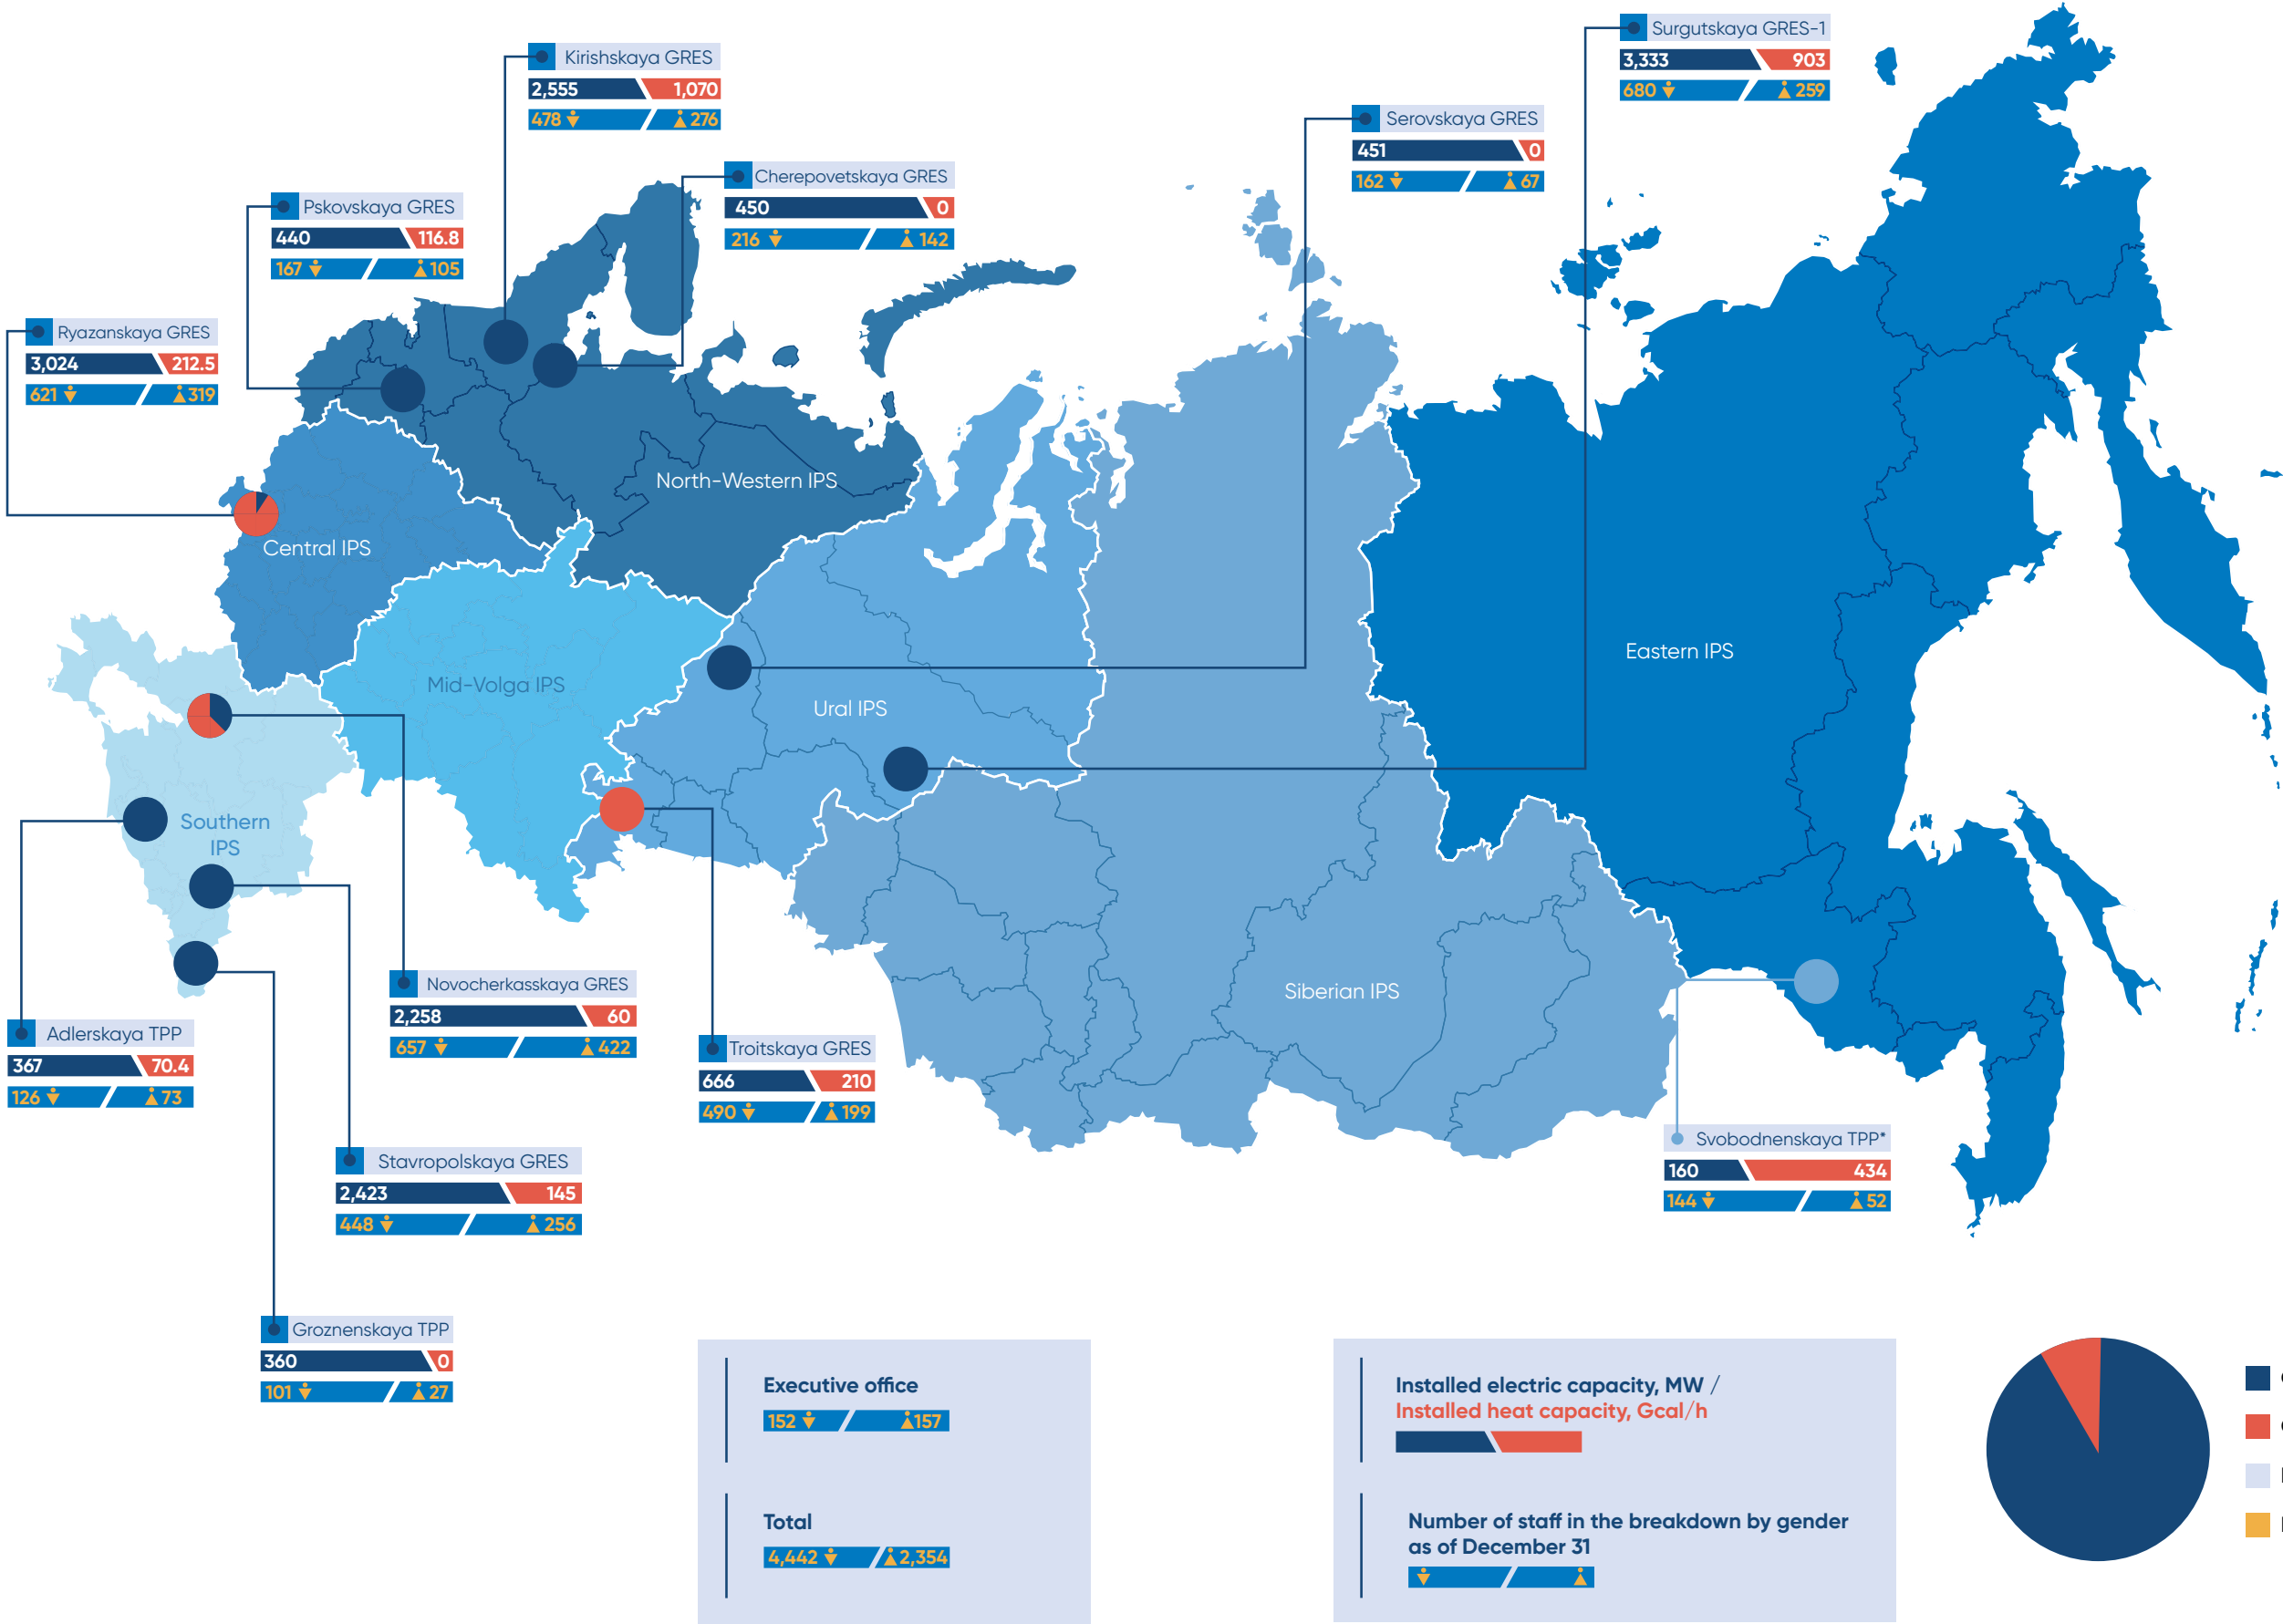 Surgutskaya GRES-1
3,333 903
680 259
Kirishskaya GRES
2,555 1,070
478 276
Serovskaya GRES
451 0
162 67
Cherepovetskaya GRES
450 0
216 142
Pskovskaya GRES
440 116.8
167 105
Ryazanskaya GRES
3,024 212.5
621 319
North-Western IPS
Central IPS
Eastern IPS
Mid-Volga IPS
Ural IPS
Southern
IPS
Siberian IPS
Novocherkasskaya GRES
2,258 60
657 422
Adlerskaya TPP
367 70.4
126 73
Troitskaya GRES
666 210
490 199
Svobodnenskaya TPP*
160 434
144 52
Stavropolskaya GRES
2,423 145
448 256
Groznenskaya TPP
360 0
101 27
Executive office
152 157
Total
4,442 2,354
Installed electric capacity, MW /
Installed heat capacity, Gcal/h
Number of staff in the breakdown by gender
as of December 31